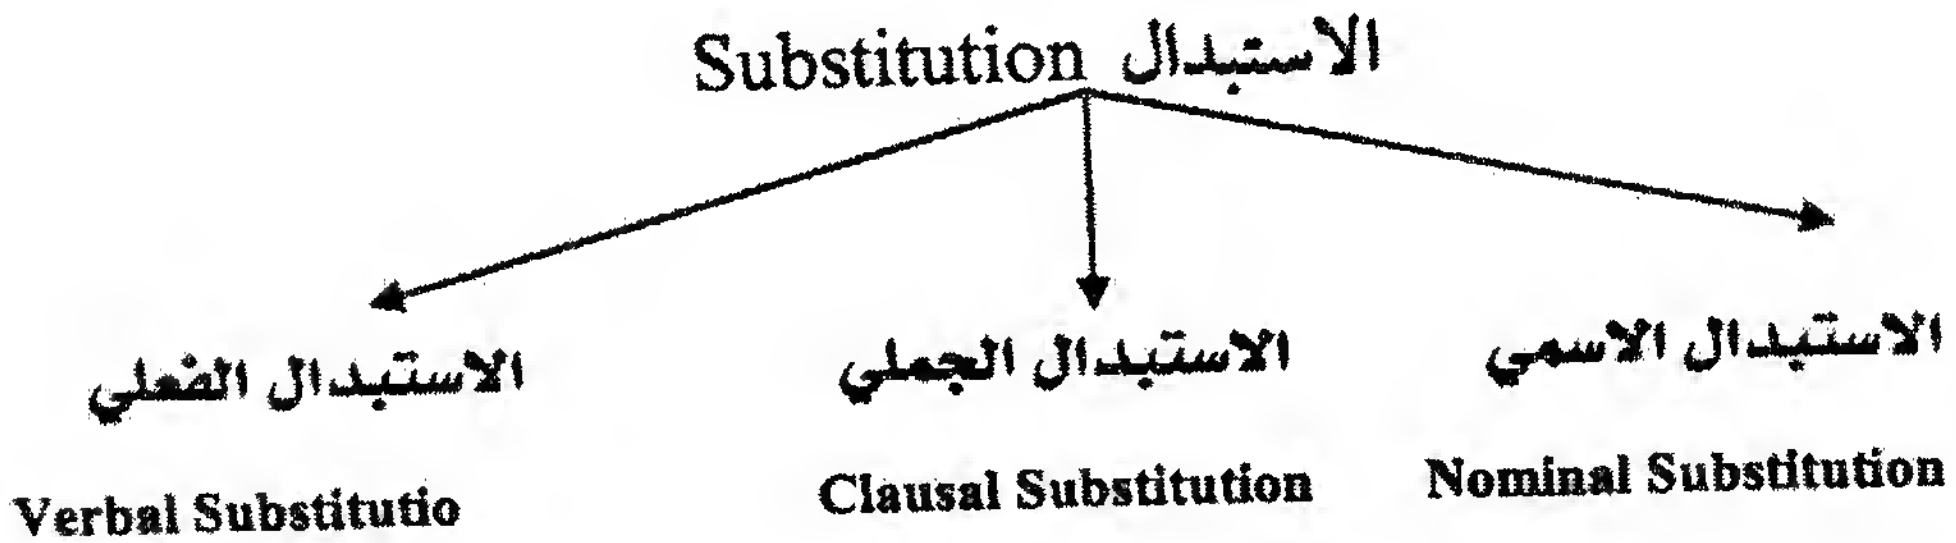 Substitution الاستبدال
الاستبدال الاسمي
Nominal Substitution
الاستبدال الجملي
Clausal Substitution
الاستبدال الفعلي
Verbal Substitutio